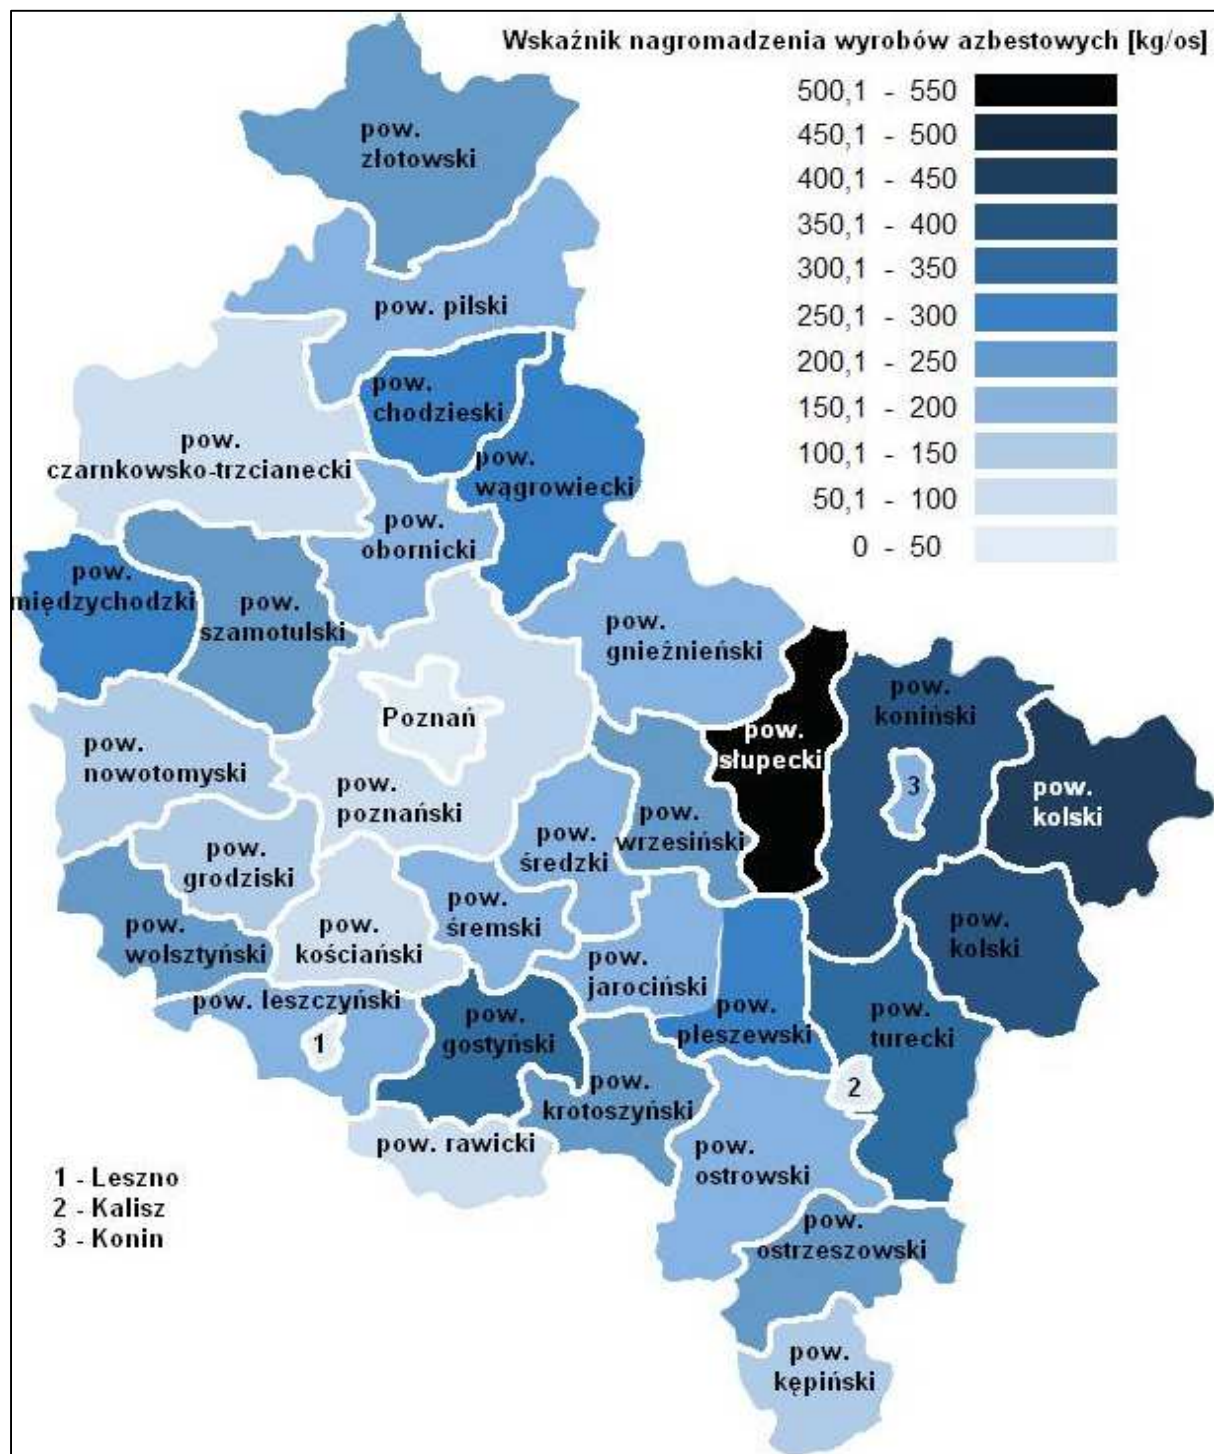 Wskaźnik nagromadzenia wyrobów azbestowych [kg/os]
500,1 - 550
450,1 - 500
400,1 - 450
350,1 - 400
300,1 - 350
250,1 - 300
200,1 - 250
150,1 - 200
100,1 - 150
50,1 - 100
0 - 50
pow.
złotowski
pow. pilski
pow.
chodzieski
pow.
czarnkowsko-trzcianecki
pow.
wągrowiecki
pow.
obornicki
pow.
międzychodzki
pow.
szamotulski
pow.
gnieźnieński
Poznań
pow.
koniński
pow.
słupecki
pow.
nowotomyski
pow.
poznański
3
pow.
kolski
pow.
wrzesiński
pow.
średzki
pow.
grodziski
pow.
śremski
pow.
kościański
pow.
wolsztyński
pow.
kolski
pow.
jarociński
pow. leszczyński
1
pow.
gostyński
pow.
pleszewski
pow.
turecki
2
pow.
krotoszyński
pow. rawicki
pow.
ostrowski
1 - Leszno
2 - Kalisz
3 - Konin
pow.
ostrzeszowski
pow.
kępiński